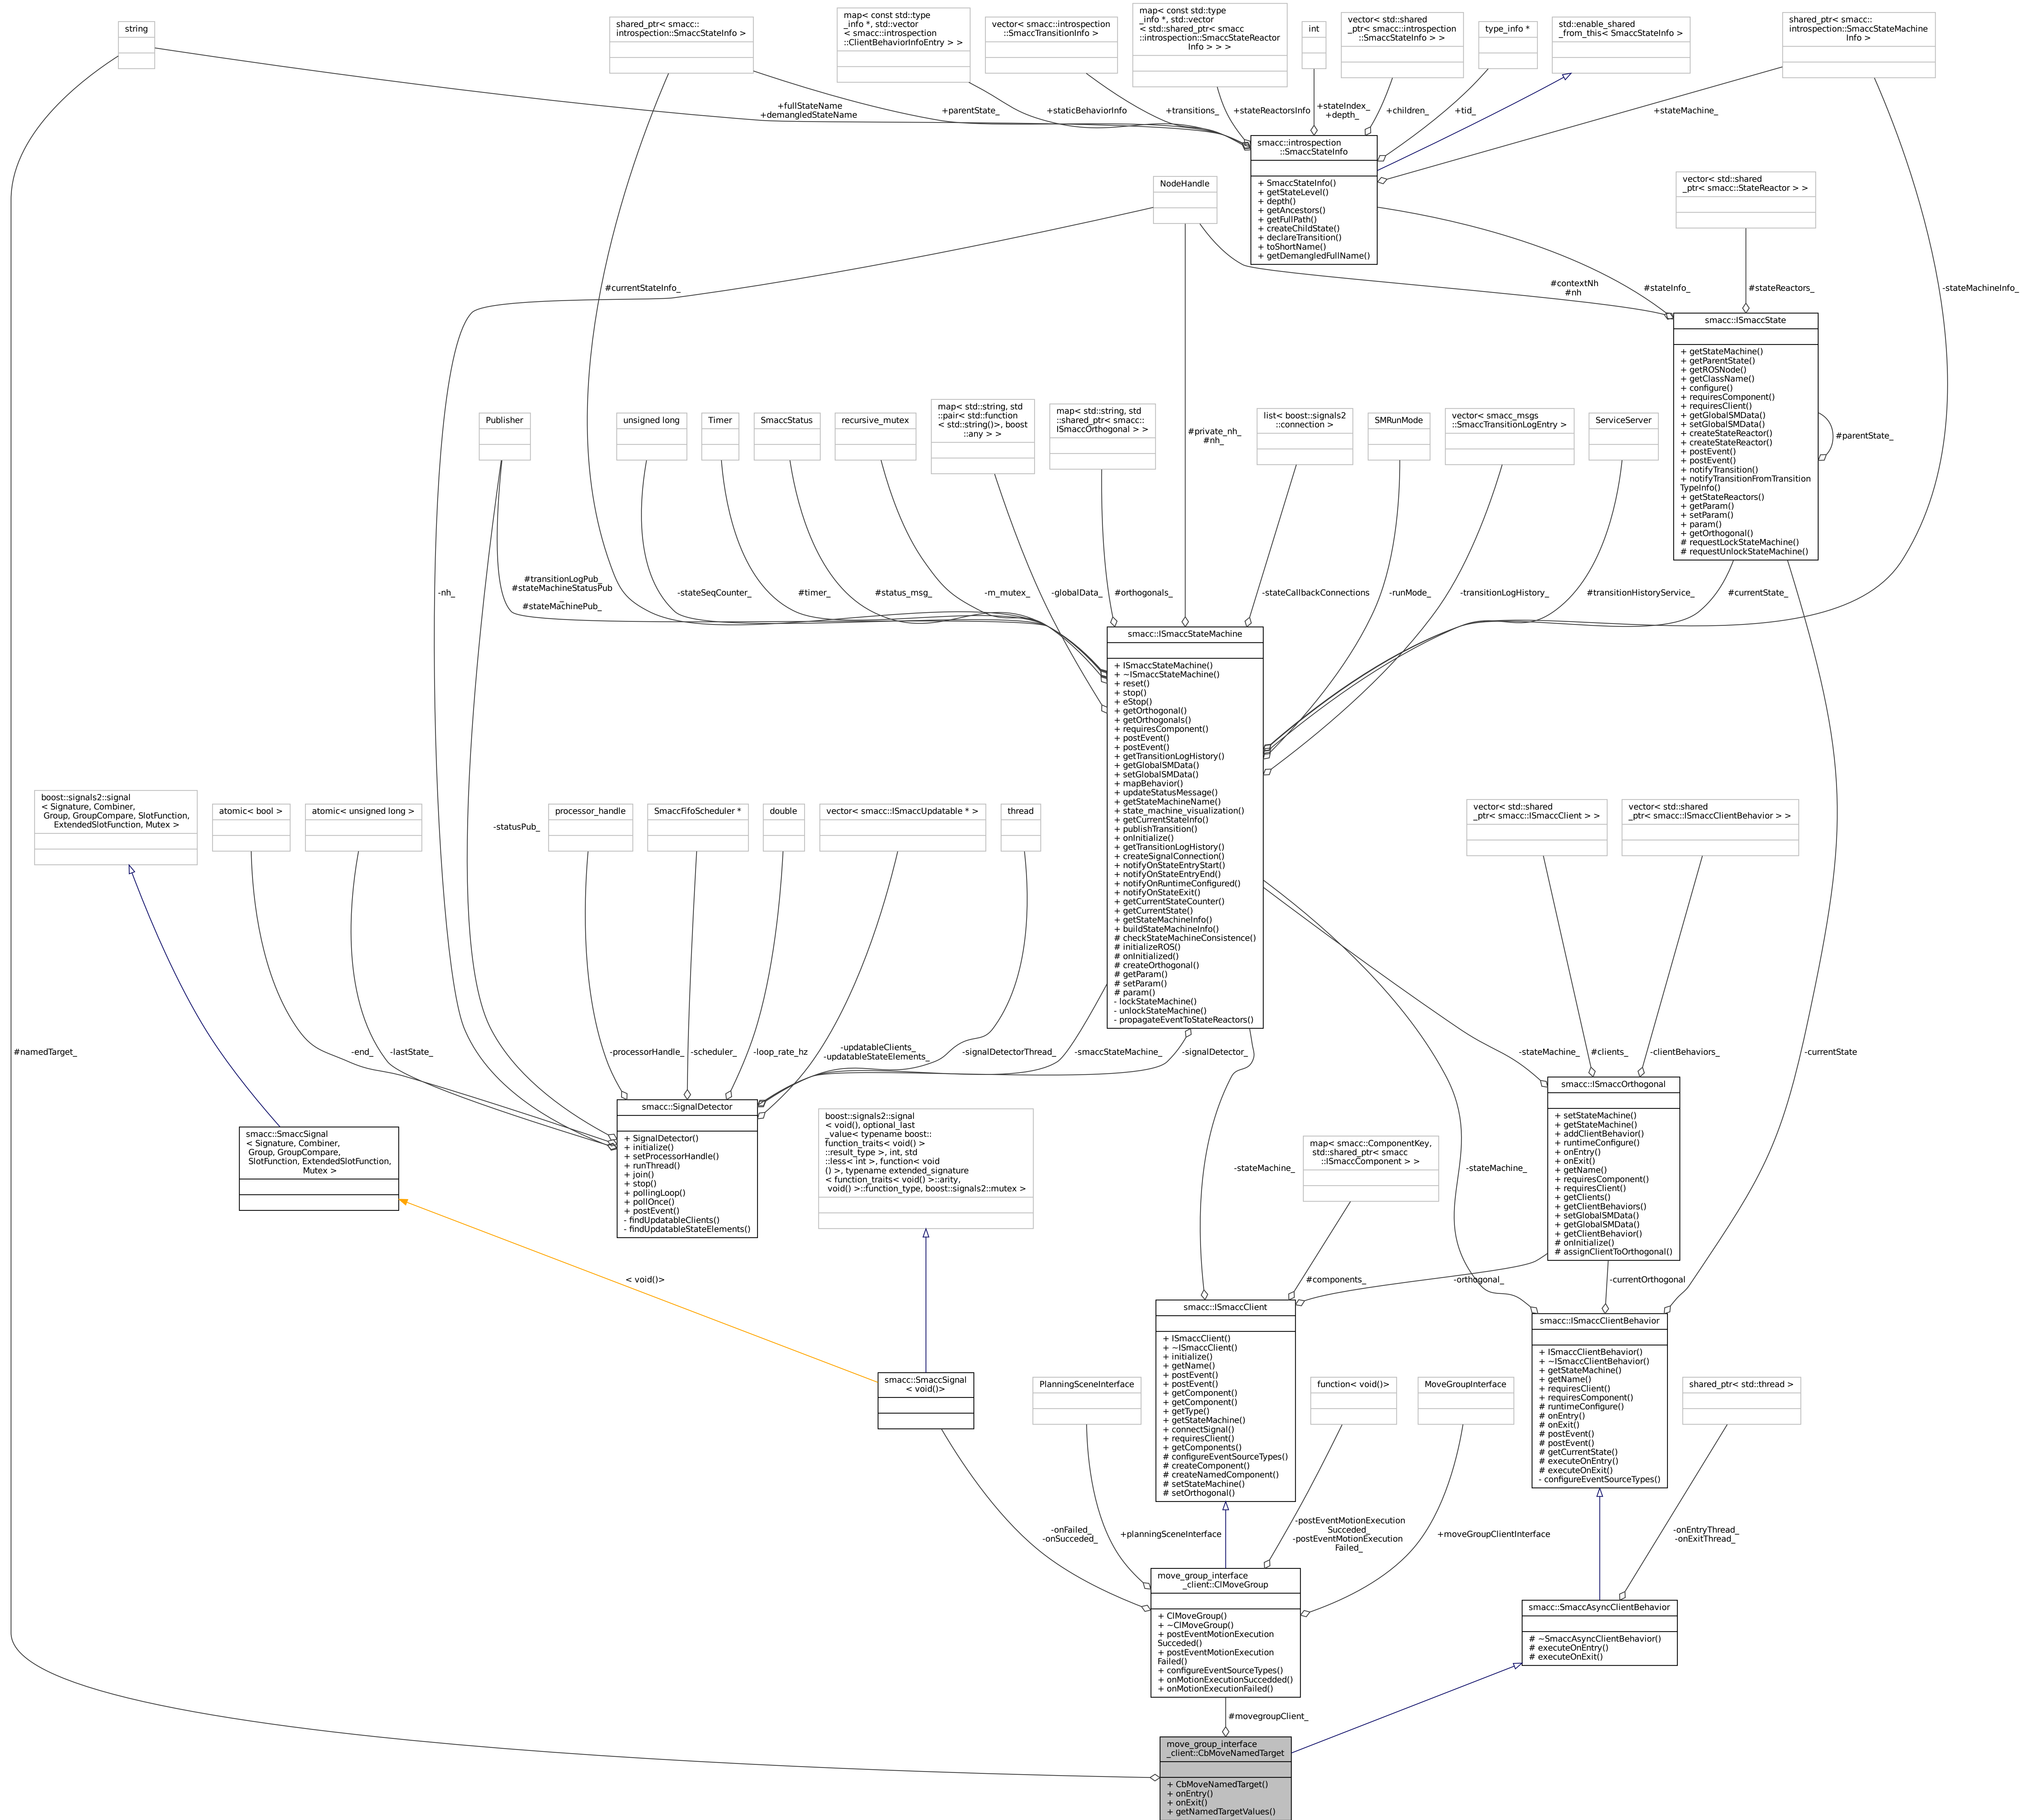 string
shared_ptr< smacc::
introspection::SmaccStateInfo >
map< const std::type
_info *, std::vector
< smacc::introspection
::ClientBehaviorInfoEntry > >
vector< smacc::introspection
::SmaccTransitionInfo >
map< const std::type
_info *, std::vector
< std::shared_ptr< smacc
::introspection::SmaccStateReactor
Info > > >
int
vector< std::shared
_ptr< smacc::introspection
::SmaccStateInfo > >
type_info *
std::enable_shared
_from_this< SmaccStateInfo >
shared_ptr< smacc::
introspection::SmaccStateMachine
Info >
+fullStateName
+demangledStateName
+parentState_
+staticBehaviorInfo
+transitions_
+stateReactorsInfo
+stateIndex_
+depth_
+children_
+tid_
+stateMachine_
smacc::introspection
::SmaccStateInfo
+ SmaccStateInfo()
+ getStateLevel()
+ depth()
+ getAncestors()
+ getFullPath()
+ createChildState()
+ declareTransition()
+ toShortName()
+ getDemangledFullName()
NodeHandle
vector< std::shared
_ptr< smacc::StateReactor > >
#currentStateInfo_
#contextNh
#nh
#stateInfo_
#stateReactors_
-stateMachineInfo_
smacc::ISmaccState
+ getStateMachine()
+ getParentState()
+ getROSNode()
+ getClassName()
+ configure()
+ requiresComponent()
+ requiresClient()
+ getGlobalSMData()
+ setGlobalSMData()
+ createStateReactor()
+ createStateReactor()
+ postEvent()
+ postEvent()
+ notifyTransition()
+ notifyTransitionFromTransition
TypeInfo()
+ getStateReactors()
+ getParam()
+ setParam()
+ param()
+ getOrthogonal()
# requestLockStateMachine()
# requestUnlockStateMachine()
#parentState_
Publisher
unsigned long
Timer
SmaccStatus
recursive_mutex
map< std::string, std
::pair< std::function
< std::string()>, boost
::any > >
map< std::string, std
::shared_ptr< smacc::
ISmaccOrthogonal > >
#private_nh_
#nh_
list< boost::signals2
::connection >
SMRunMode
vector< smacc_msgs
::SmaccTransitionLogEntry >
ServiceServer
-nh_
#transitionLogPub_
#stateMachineStatusPub
_
#stateMachinePub_
-stateSeqCounter_
#timer_
#status_msg_
-m_mutex_
-globalData_
#orthogonals_
-stateCallbackConnections
-runMode_
-transitionLogHistory_
#transitionHistoryService_
#currentState_
smacc::ISmaccStateMachine
+ ISmaccStateMachine()
+ ~ISmaccStateMachine()
+ reset()
+ stop()
+ eStop()
+ getOrthogonal()
+ getOrthogonals()
+ requiresComponent()
+ postEvent()
+ postEvent()
+ getTransitionLogHistory()
+ getGlobalSMData()
+ setGlobalSMData()
+ mapBehavior()
+ updateStatusMessage()
+ getStateMachineName()
+ state_machine_visualization()
+ getCurrentStateInfo()
+ publishTransition()
+ onInitialize()
+ getTransitionLogHistory()
+ createSignalConnection()
+ notifyOnStateEntryStart()
+ notifyOnStateEntryEnd()
+ notifyOnRuntimeConfigured()
+ notifyOnStateExit()
+ getCurrentStateCounter()
+ getCurrentState()
+ getStateMachineInfo()
+ buildStateMachineInfo()
# checkStateMachineConsistence()
# initializeROS()
# onInitialized()
# createOrthogonal()
# getParam()
# setParam()
# param()
- lockStateMachine()
- unlockStateMachine()
- propagateEventToStateReactors()
boost::signals2::signal
< Signature, Combiner,
Group, GroupCompare, SlotFunction,
ExtendedSlotFunction, Mutex >
atomic< bool >
atomic< unsigned long >
-statusPub_
processor_handle
SmaccFifoScheduler *
double
vector< smacc::ISmaccUpdatable * >
thread
vector< std::shared
_ptr< smacc::ISmaccClient > >
vector< std::shared
_ptr< smacc::ISmaccClientBehavior > >
#namedTarget_
-end_
-lastState_
-processorHandle_
-scheduler_
-loop_rate_hz
-updatableClients_
-updatableStateElements_
-signalDetectorThread_
-smaccStateMachine_
-signalDetector_
-stateMachine_
#clients_
-clientBehaviors_
-currentState
smacc::ISmaccOrthogonal
+ setStateMachine()
+ getStateMachine()
+ addClientBehavior()
+ runtimeConfigure()
+ onEntry()
+ onExit()
+ getName()
+ requiresComponent()
+ requiresClient()
+ getClients()
+ getClientBehaviors()
+ setGlobalSMData()
+ getGlobalSMData()
+ getClientBehavior()
# onInitialize()
# assignClientToOrthogonal()
smacc::SignalDetector
+ SignalDetector()
+ initialize()
+ setProcessorHandle()
+ runThread()
+ join()
+ stop()
+ pollingLoop()
+ pollOnce()
+ postEvent()
- findUpdatableClients()
- findUpdatableStateElements()
smacc::SmaccSignal
< Signature, Combiner,
Group, GroupCompare,
SlotFunction, ExtendedSlotFunction,
Mutex >
boost::signals2::signal
< void(), optional_last
_value< typename boost::
function_traits< void() >
::result_type >, int, std
::less< int >, function< void
() >, typename extended_signature
< function_traits< void() >::arity,
void() >::function_type, boost::signals2::mutex >
-stateMachine_
map< smacc::ComponentKey,
std::shared_ptr< smacc
::ISmaccComponent > >
-stateMachine_
< void()>
#components_
-orthogonal_
-currentOrthogonal
smacc::ISmaccClient
+ ISmaccClient()
+ ~ISmaccClient()
+ initialize()
+ getName()
+ postEvent()
+ postEvent()
+ getComponent()
+ getComponent()
+ getType()
+ getStateMachine()
+ connectSignal()
+ requiresClient()
+ getComponents()
# configureEventSourceTypes()
# createComponent()
# createNamedComponent()
# setStateMachine()
# setOrthogonal()
smacc::ISmaccClientBehavior
+ ISmaccClientBehavior()
+ ~ISmaccClientBehavior()
+ getStateMachine()
+ getName()
+ requiresClient()
+ requiresComponent()
# runtimeConfigure()
# onEntry()
# onExit()
# postEvent()
# postEvent()
# getCurrentState()
# executeOnEntry()
# executeOnExit()
- configureEventSourceTypes()
smacc::SmaccSignal
< void()>
PlanningSceneInterface
function< void()>
MoveGroupInterface
shared_ptr< std::thread >
-onFailed_
-onSucceded_
+planningSceneInterface
-postEventMotionExecution
Succeded_
-postEventMotionExecution
Failed_
+moveGroupClientInterface
-onEntryThread_
-onExitThread_
move_group_interface
_client::ClMoveGroup
+ ClMoveGroup()
+ ~ClMoveGroup()
+ postEventMotionExecution
Succeded()
+ postEventMotionExecution
Failed()
+ configureEventSourceTypes()
+ onMotionExecutionSuccedded()
+ onMotionExecutionFailed()
smacc::SmaccAsyncClientBehavior
# ~SmaccAsyncClientBehavior()
# executeOnEntry()
# executeOnExit()
#movegroupClient_
move_group_interface
_client::CbMoveNamedTarget
+ CbMoveNamedTarget()
+ onEntry()
+ onExit()
+ getNamedTargetValues()